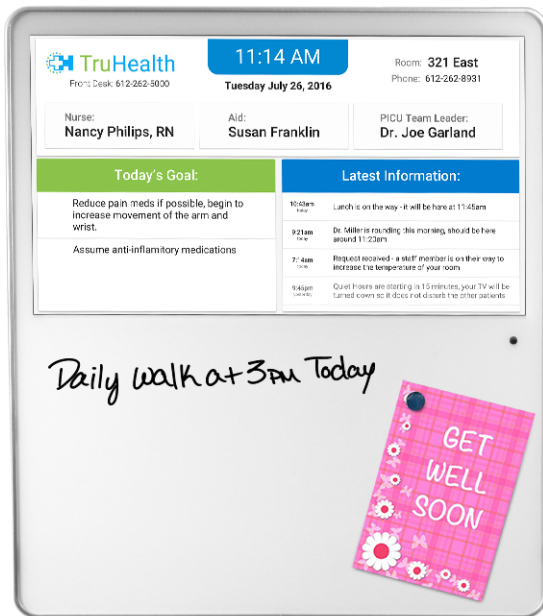 TruHealth
Front Desk: 612-262-5000
11:14 AM
Tuesday July 26, 2016
Room: 321 East
Phone: 612-262-8931
Nurse:
Nancy Philips, RN
Aid:
Susan Franklin
PICU Team Leader:
Dr. Joe Garland
Today's Goal:
Reduce pain meds if possible, begin to
increase movement of the arm and
wrist.
Assume anti-inflamitory medications
Latest Information:
10:43am
today
Lunch is on the way - it will be here at 11:45am
9:21am
today
Dr. Miller is rounding this morning, should be here
around 11:20am
7:14am
today
Request received - a staff member is on their way to
increase the temperature of your room
9:45pm
yesterday
Quiet Hours are starting in 15 minutes, your TV will be
turned down so it does not disturb the other patients
Daily walk at 3PM Today
GET
WELL
SOON